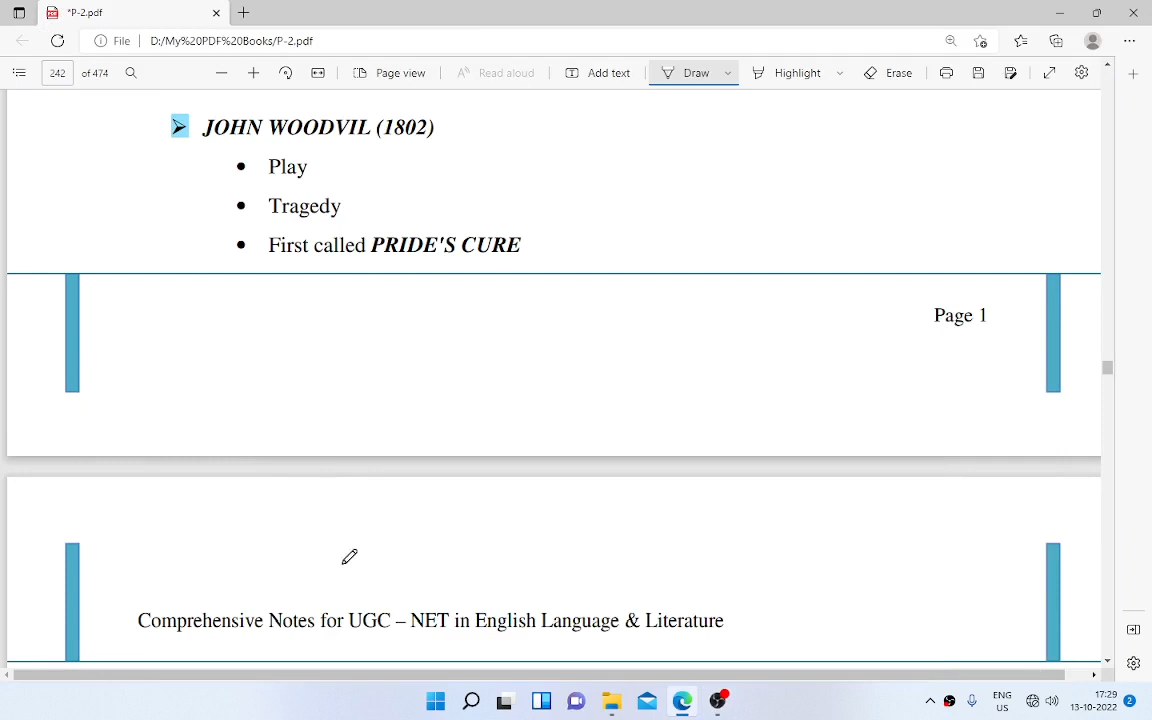 *P-2.pdf
File
D:/My%20PDF%20Books/P-2.pdf
242 of 474
Page view
Read aloud
Add text
Draw
Highlight
Erase
➤ JOHN WOODVIL (1802)
• Play
• Tragedy
• First called PRIDE'S CURE
Page 1
Comprehensive Notes for UGC – NET in English Language & Literature
ENG
US
17:29
13-10-2022
2